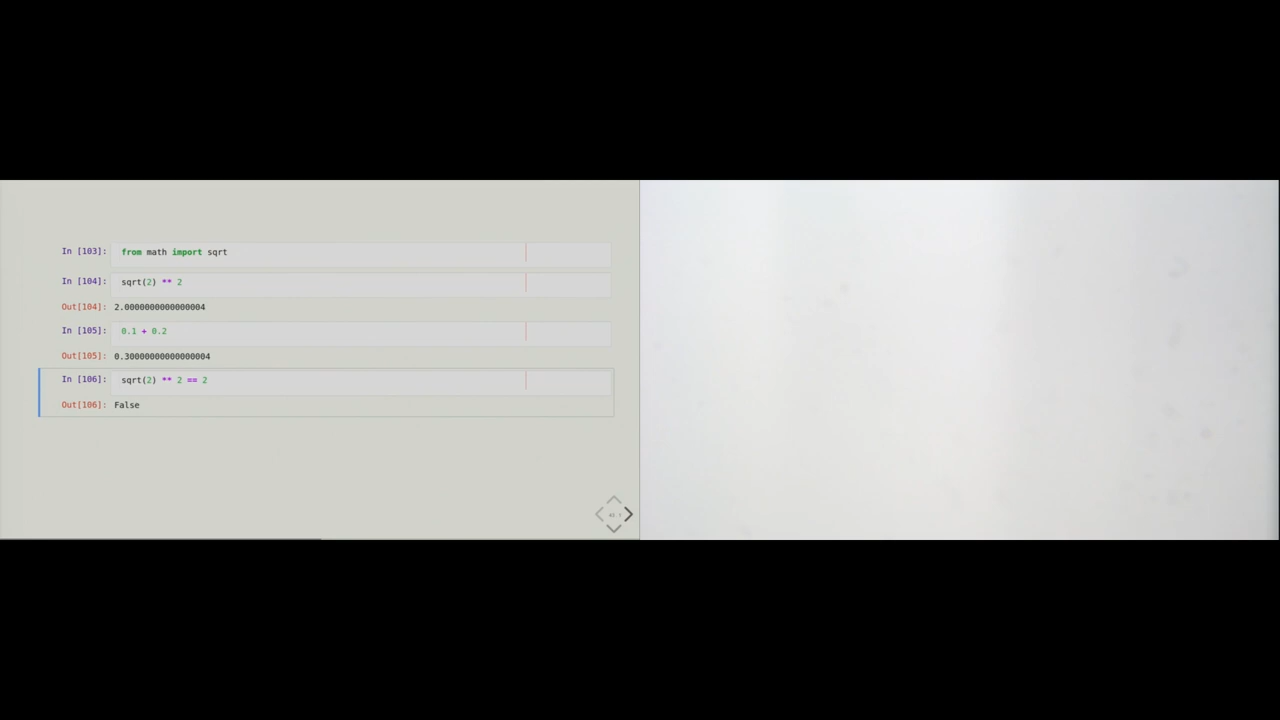 In [103]: from math import sqrt
In [104]: sqrt(2) ** 2
Out[104]: 2.0000000000000004
In [105]: 0.1 + 0.2
Out[105]: 0.30000000000000004
In [106]: sqrt(2) ** 2 == 2
Out[106]: False